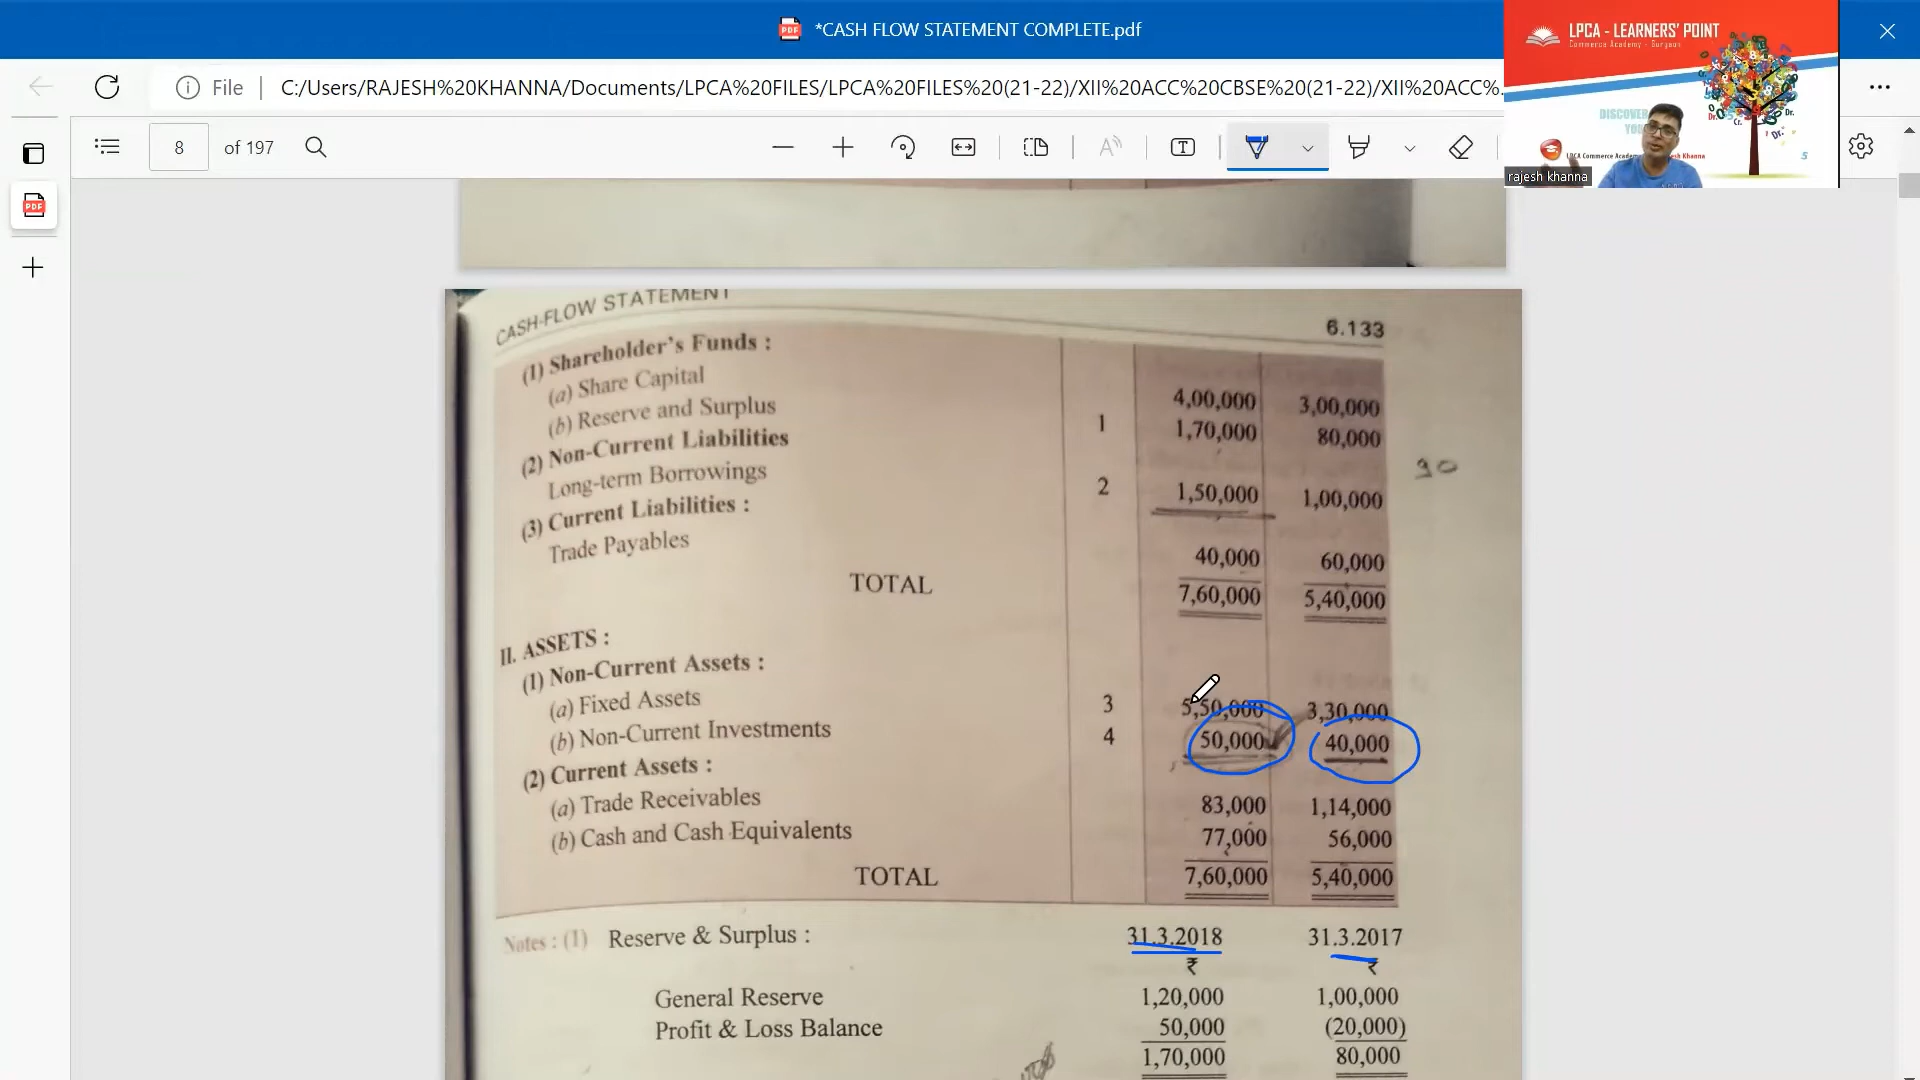 *CASH FLOW STATEMENT COMPLETE.pdf
LPCA - LEARNERS' POINT
Commerce Academy - Gurgaon
DISCOVER
rajesh khanna
File
C:/Users/RAJESH%20KHANNA/Documents/LPCA%20FILES/LPCA%20FILES%20(21-22)/XII%20ACC%20CBSE%20(21-22)/XII%20ACC%
8 of 197
CASH-FLOW STATEMENT 6.133
(1) Shareholder's Funds :
(a) Share Capital 4,00,000 3,00,000
(b) Reserve and Surplus 1 1,70,000 80,000
(2) Non-Current Liabilities
Long-term Borrowings 2 1,50,000 1,00,000
90
(3) Current Liabilities :
Trade Payables 40,000 60,000
TOTAL 7,60,000 5,40,000
II. ASSETS :
(1) Non-Current Assets :
(a) Fixed Assets 3 5,50,000 3,30,000
(b) Non-Current Investments 4 50,000 40,000
(2) Current Assets :
(a) Trade Receivables 83,000 1,14,000
(b) Cash and Cash Equivalents 77,000 56,000
TOTAL 7,60,000 5,40,000
Notes : (1) Reserve & Surplus : 31.3.2018 31.3.2017
₹ ₹
General Reserve 1,20,000 1,00,000
Profit & Loss Balance 50,000 (20,000)
1,70,000 80,000